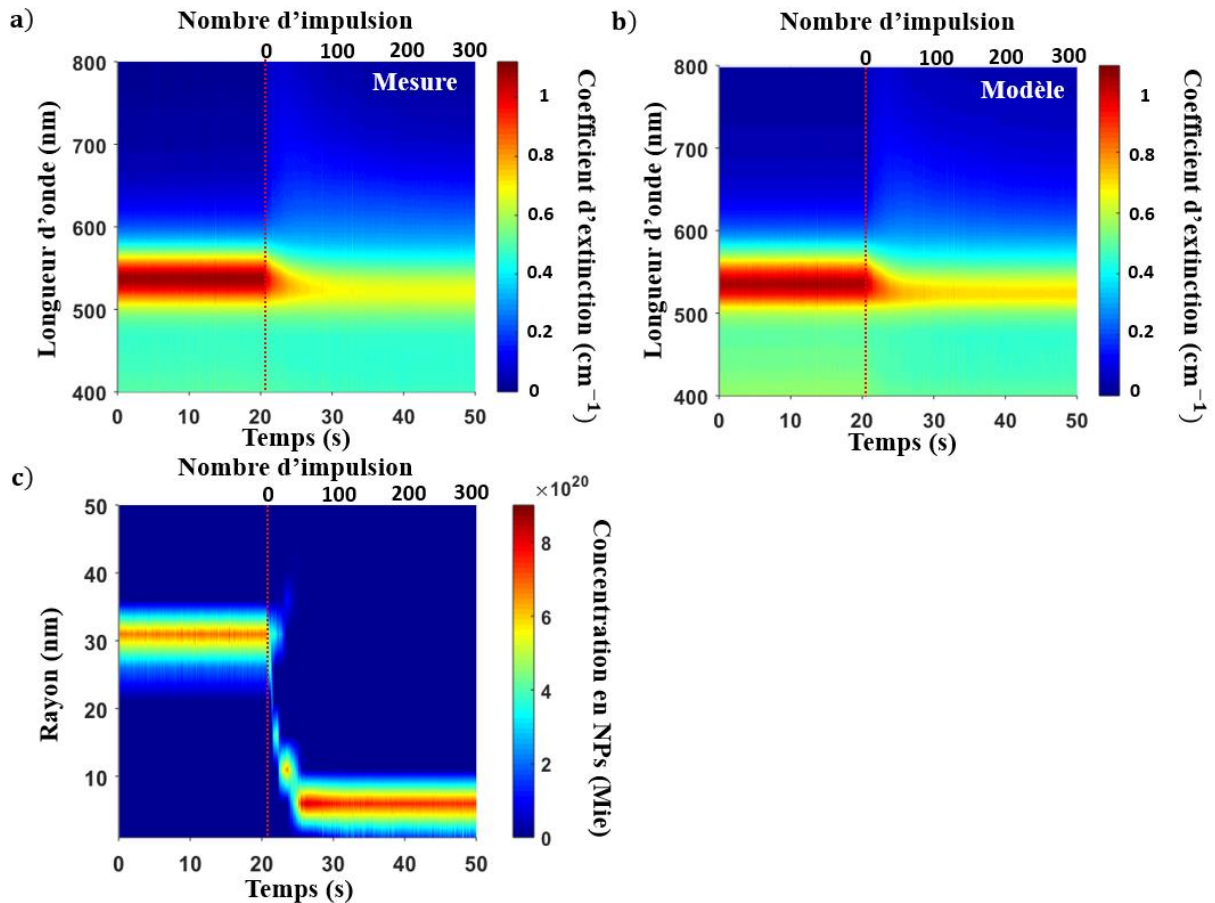 a)
Nombre d'impulsion
0 100 200 300
Mesure
800
700
600
500
400
Longueur d'onde (nm)
0 10 20 30 40 50
Temps (s)
1
0.8
0.6
0.4
0.2
0
Coefficient d'extinction (cm⁻¹)
b)
Nombre d'impulsion
0 100 200 300
Modèle
800
700
600
500
400
Longueur d'onde (nm)
0 10 20 30 40 50
Temps (s)
1
0.8
0.6
0.4
0.2
0
Coefficient d'extinction (cm⁻¹)
c)
Nombre d'impulsion
0 100 200 300
50
40
30
20
10
Rayon (nm)
0 10 20 30 40 50
Temps (s)
×10²⁰
8
6
4
2
0
Concentration en NPs (Mie)